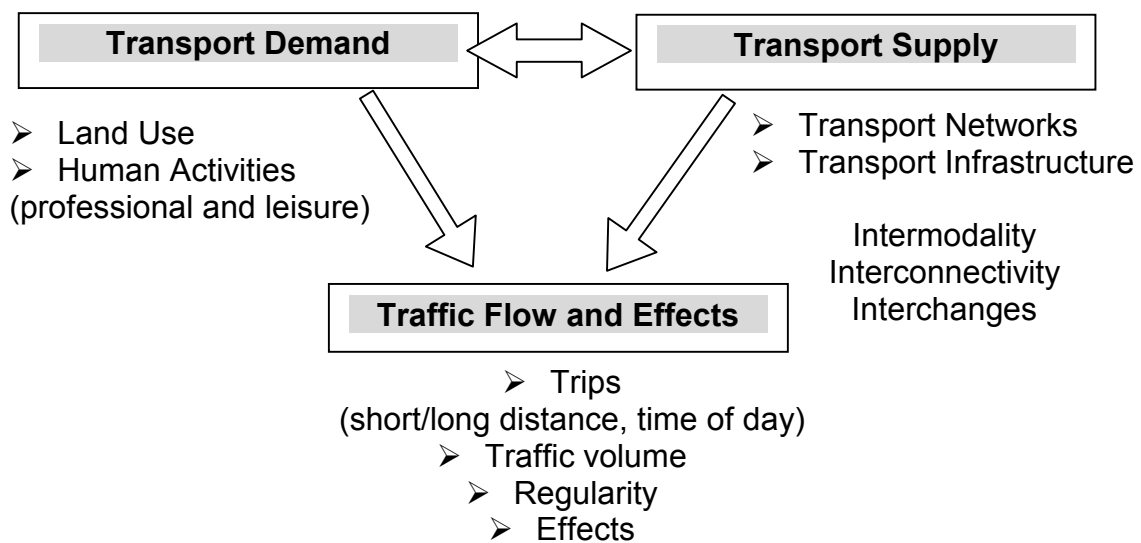 Transport Demand
Transport Supply
➢ Land Use
➢ Human Activities
(professional and leisure)
➢ Transport Networks
➢ Transport Infrastructure
Intermodality
Interconnectivity
Interchanges
Traffic Flow and Effects
➢ Trips
(short/long distance, time of day)
➢ Traffic volume
➢ Regularity
➢ Effects